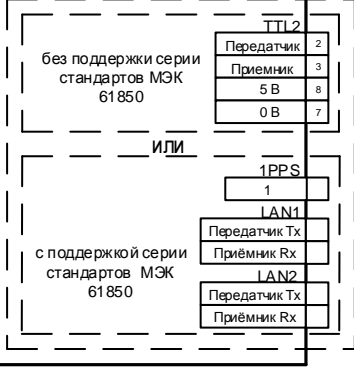 TTL2
Передатчик 2
Приемник 3
5 В 8
0 В 7
без поддержки серии
стандартов МЭК
61850
ИЛИ
1PPS
1
LAN1
Передатчик Tx
Приёмник Rx
LAN2
Передатчик Tx
Приёмник Rx
с поддержкой серии
стандартов МЭК
61850